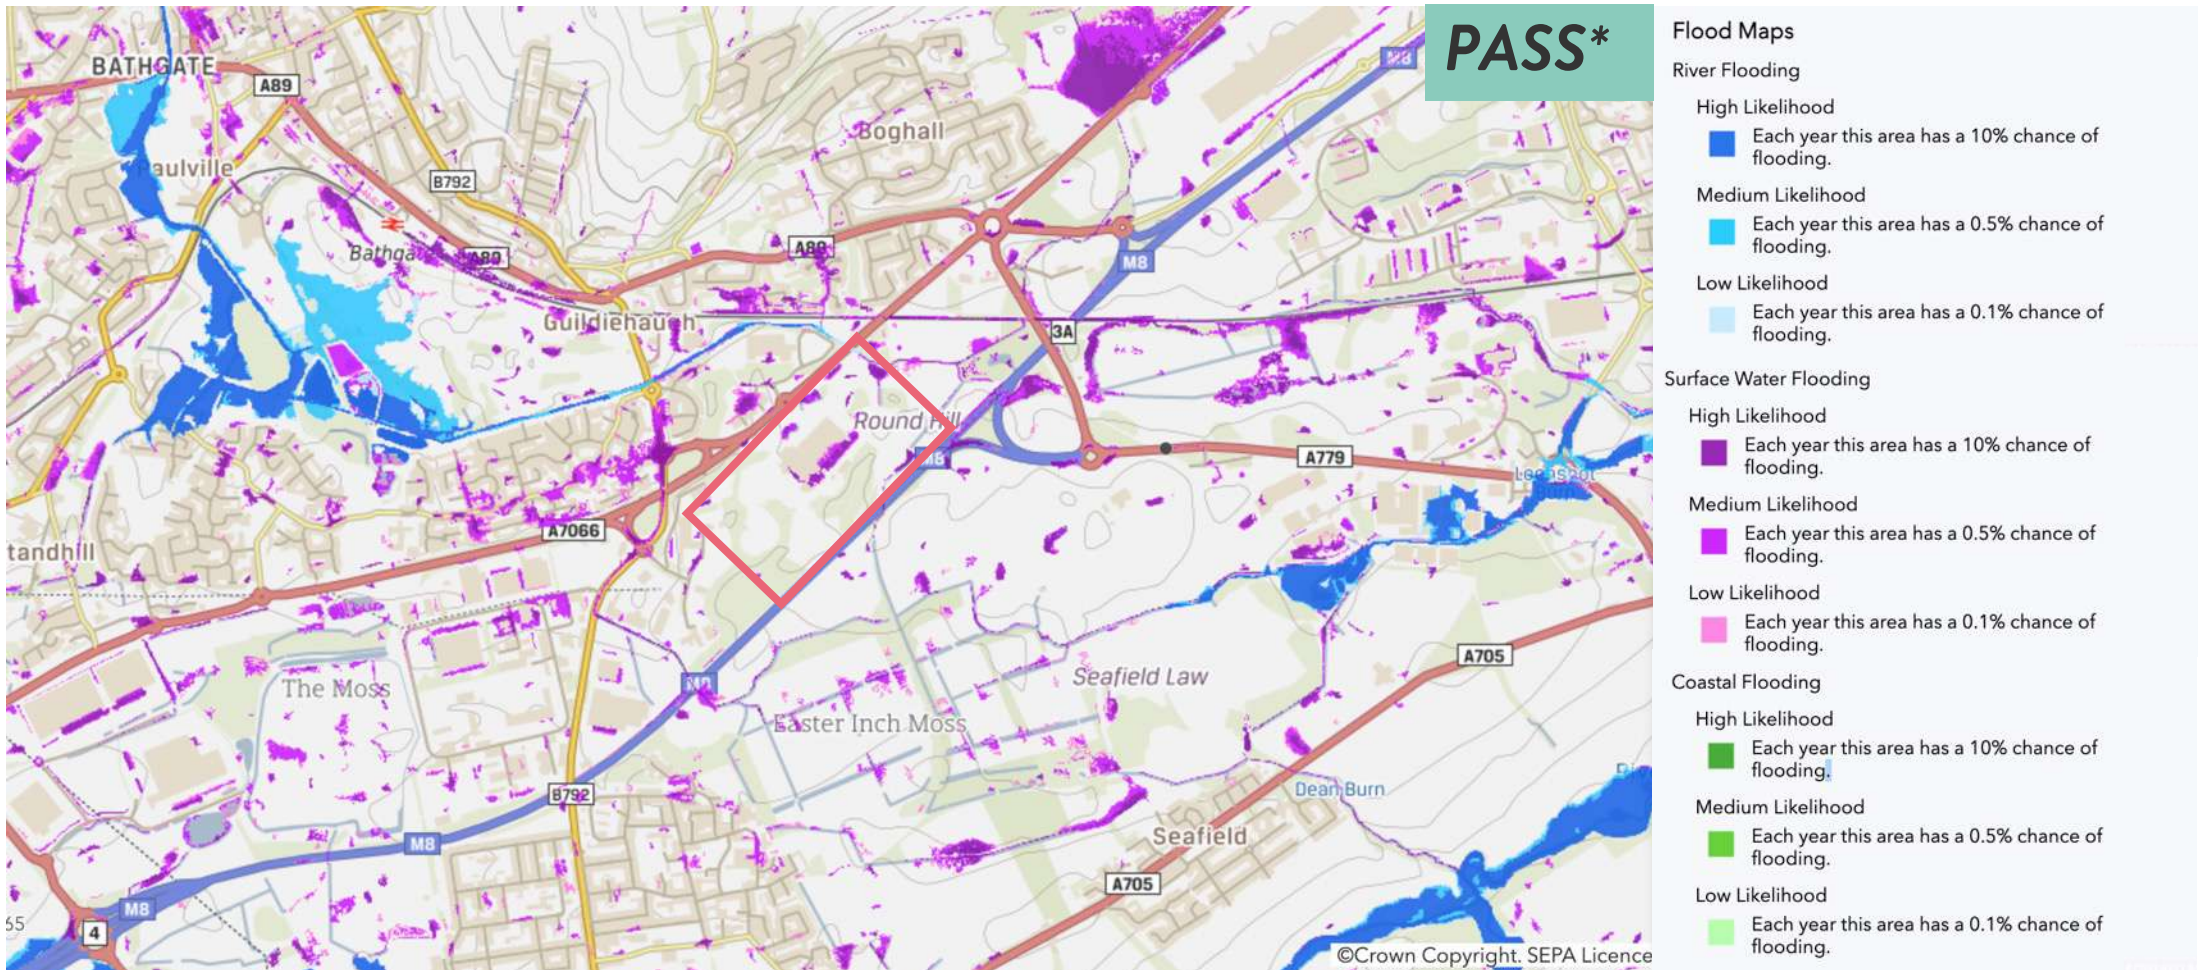 PASS*
BATHGATE
A89
M8
Boghall
Paulville
B792
A89
A89
M8
Guildiehaugh
3A
Round Hill
M8
A779
A7066
The Moss
M8
Seafield Law
A705
Easter Inch Moss
B792
Dean Burn
M8
Seafield
A705
M8
4
©Crown Copyright. SEPA Licence
Flood Maps
River Flooding
High Likelihood
Each year this area has a 10% chance of
flooding.
Medium Likelihood
Each year this area has a 0.5% chance of
flooding.
Low Likelihood
Each year this area has a 0.1% chance of
flooding.
Surface Water Flooding
High Likelihood
Each year this area has a 10% chance of
flooding.
Medium Likelihood
Each year this area has a 0.5% chance of
flooding.
Low Likelihood
Each year this area has a 0.1% chance of
flooding.
Coastal Flooding
High Likelihood
Each year this area has a 10% chance of
flooding.
Medium Likelihood
Each year this area has a 0.5% chance of
flooding.
Low Likelihood
Each year this area has a 0.1% chance of
flooding.